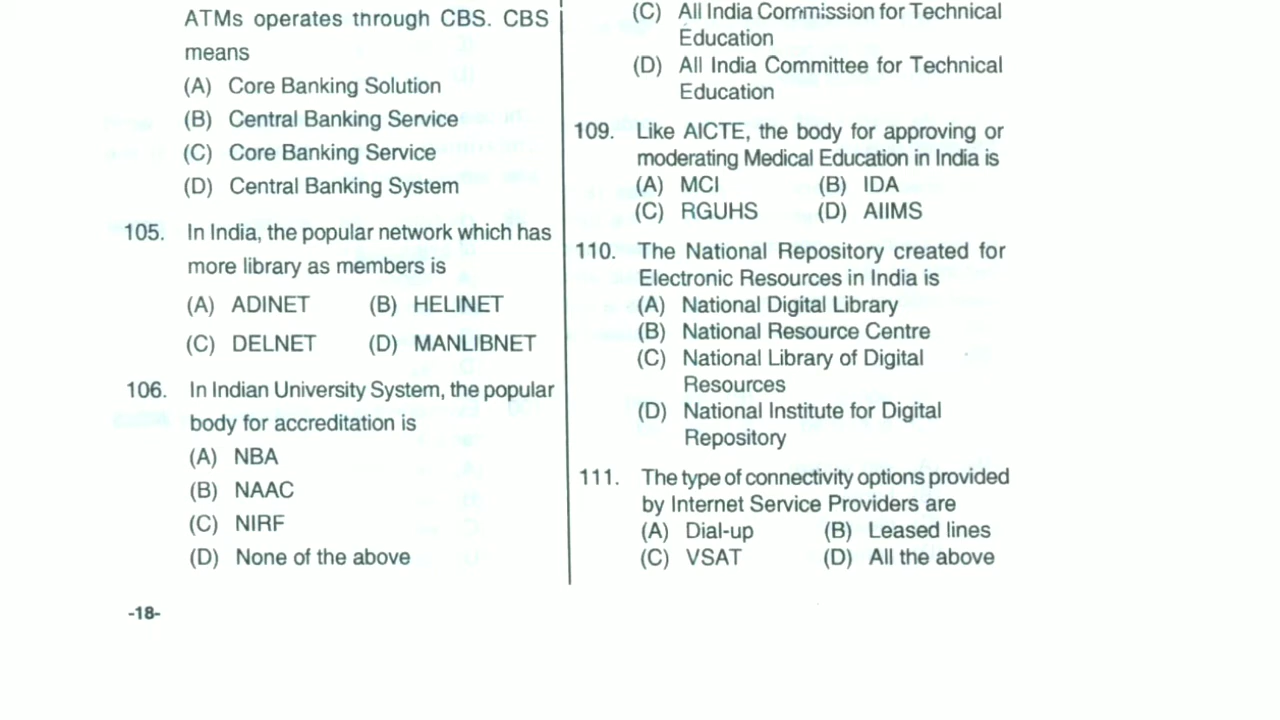 ATMs operates through CBS. CBS
means
(A) Core Banking Solution
(B) Central Banking Service
(C) Core Banking Service
(D) Central Banking System
105. In India, the popular network which has
more library as members is
(A) ADINET (B) HELINET
(C) DELNET (D) MANLIBNET
106. In Indian University System, the popular
body for accreditation is
(A) NBA
(B) NAAC
(C) NIRF
(D) None of the above
-18-
(C) All India Commission for Technical
Education
(D) All India Committee for Technical
Education
109. Like AICTE, the body for approving or
moderating Medical Education in India is
(A) MCI (B) IDA
(C) RGUHS (D) AIIMS
110. The National Repository created for
Electronic Resources in India is
(A) National Digital Library
(B) National Resource Centre
(C) National Library of Digital
Resources
(D) National Institute for Digital
Repository
111. The type of connectivity options provided
by Internet Service Providers are
(A) Dial-up (B) Leased lines
(C) VSAT (D) All the above